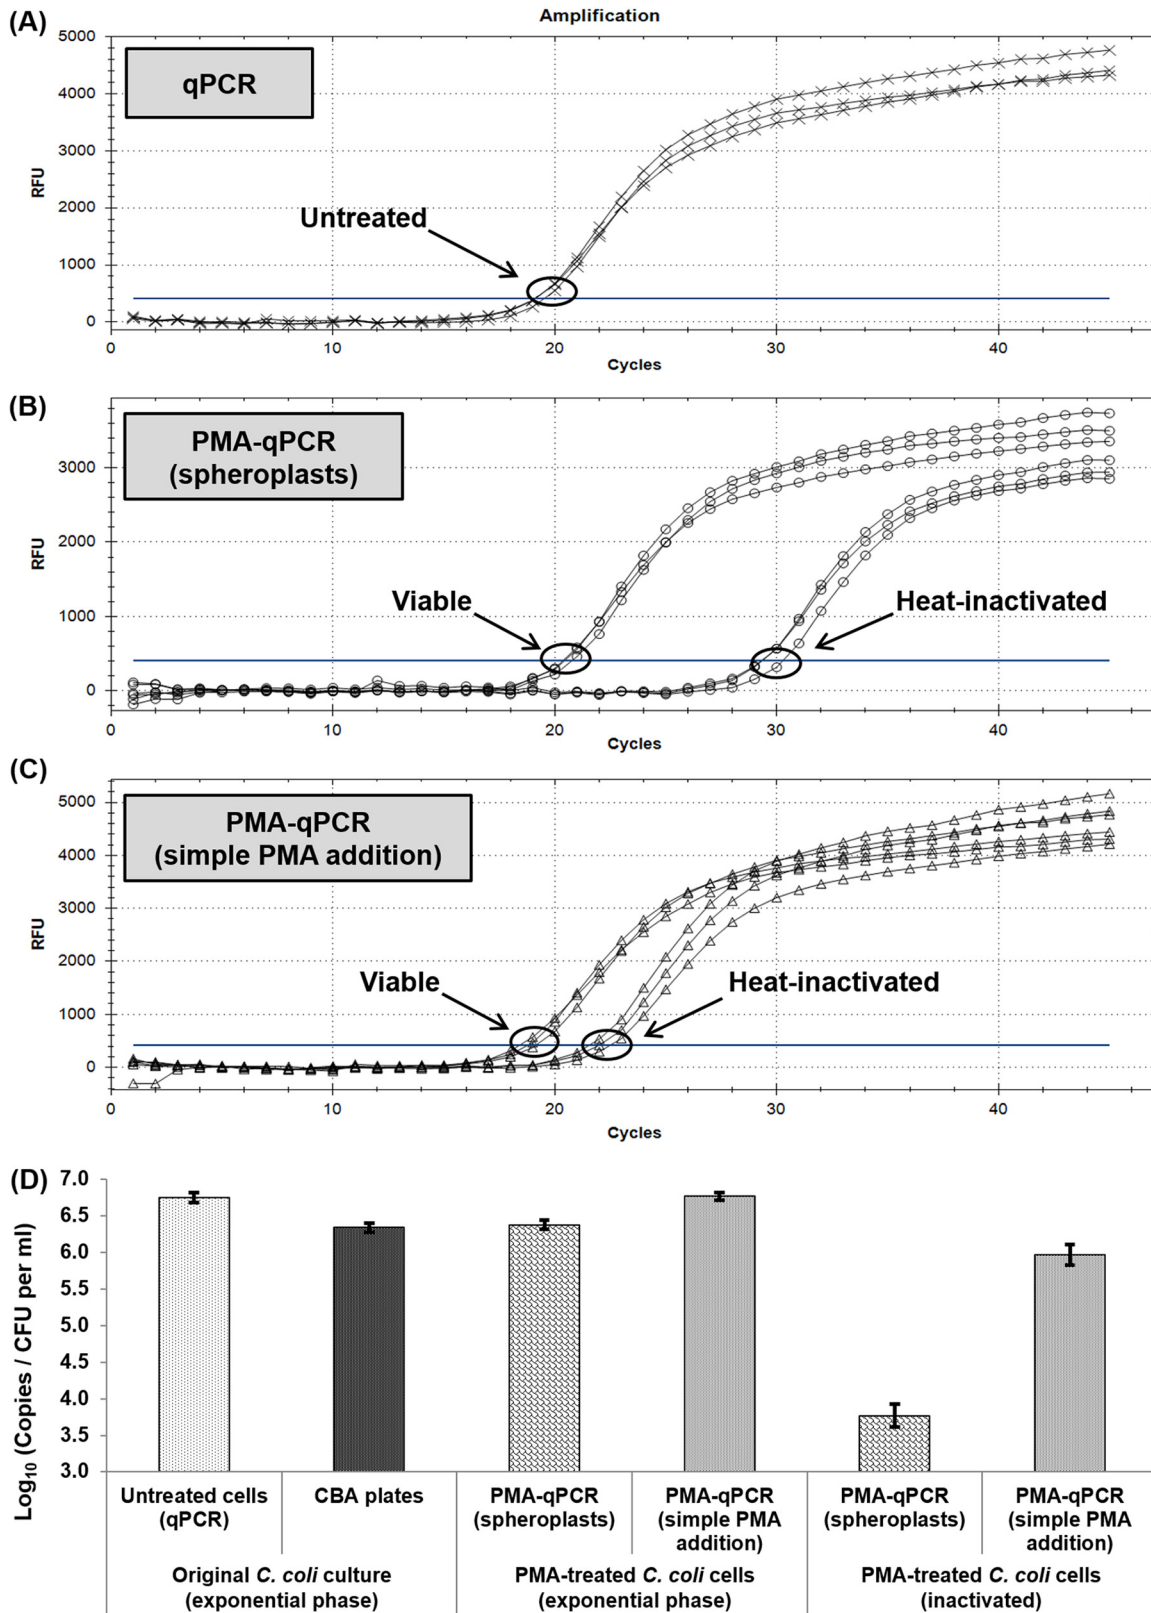 (A)
Amplification
5000
4000
3000
2000
1000
0
RFU
qPCR
Untreated
0 10 20 30 40
Cycles
(B)
3000
2000
1000
0
RFU
PMA-qPCR
(spheroplasts)
Viable
Heat-inactivated
0 10 20 30 40
Cycles
(C)
5000
4000
3000
2000
1000
0
RFU
PMA-qPCR
(simple PMA addition)
Viable
Heat-inactivated
0 10 20 30 40
Cycles
(D)
7.0
6.5
6.0
5.5
5.0
4.5
4.0
3.5
3.0
Log₁₀ (Copies / CFU per ml)
Untreated cells CBA plates PMA-qPCR PMA-qPCR PMA-qPCR PMA-qPCR
(qPCR) (spheroplasts) (simple PMA (spheroplasts) (simple PMA
addition) addition)
Original C. coli culture PMA-treated C. coli cells PMA-treated C. coli cells
(exponential phase) (exponential phase) (inactivated)